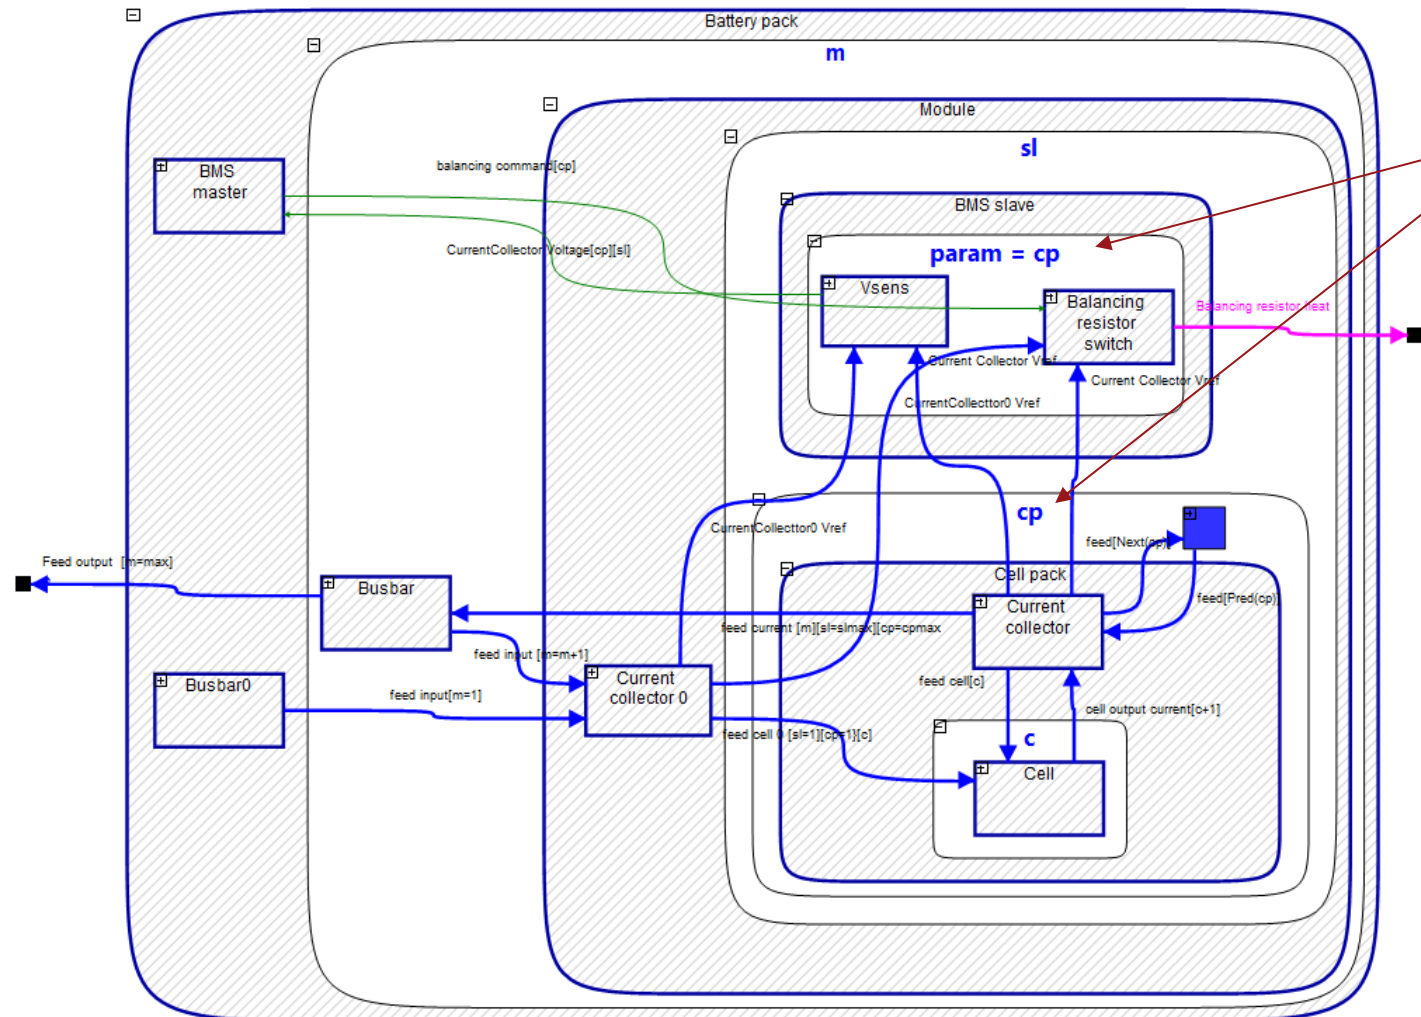 Battery pack
m
Module
sl
BMS
master
balancing command[cp]
CurrentCollector Voltage[cp][sl]
BMS slave
param = cp
Vsens
Balancing
resistor
switch
Balancing resistor heat
Current Collector Vref
Current Collector Vref
CurrentColecttor0 Vref
cp
CurrentColecttor0 Vref
feed[Next(cp)]
Feed output  [m=max]
Cell pack
Busbar
Current
collector
feed[Pred(cp)]
feed current [m][sl=slmax][cp=cpmax
feed input [m=m+1]
Current
collector 0
Busbar0
feed input[m=1]
feed cell[c]
cell output current[c+1]
feed cell 0 [sl=1][cp=1}[c]
c
Cell